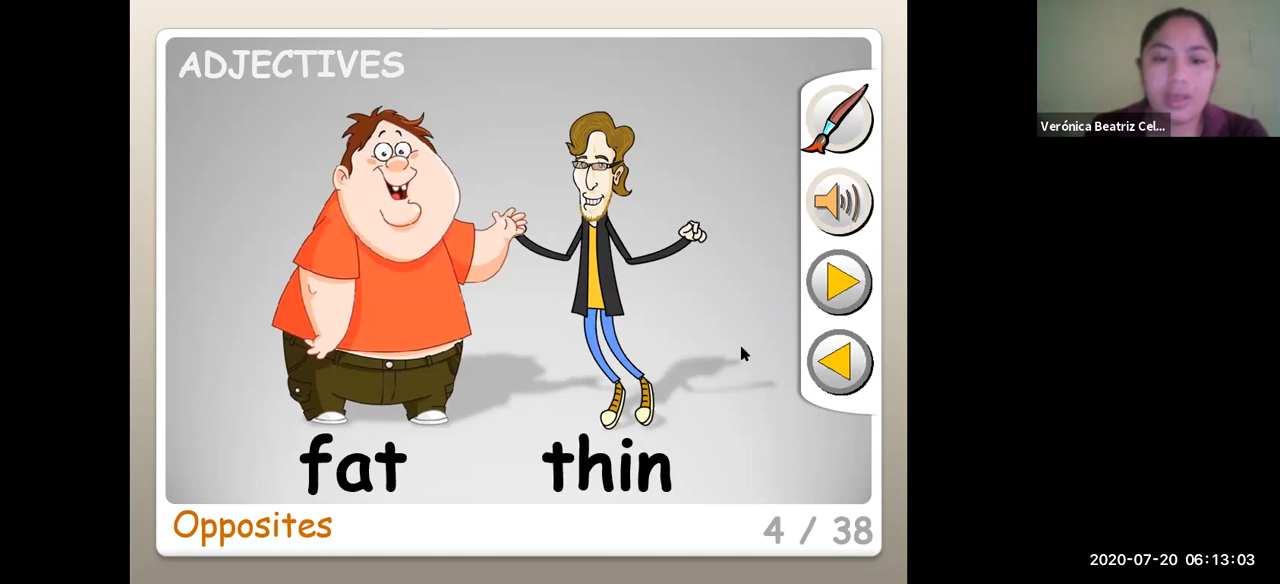 ADJECTIVES
fat thin
Opposites
4 / 38
Verónica Beatriz Cel...
2020-07-20 06:13:03